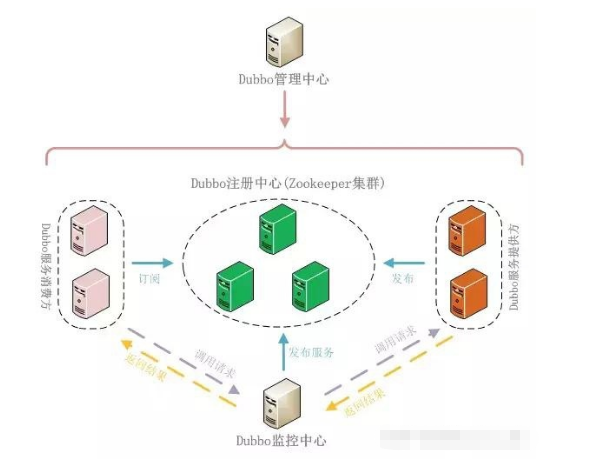 Dubbo管理中心
Dubbo注册中心(Zookeeper集群)
Dubbo服务消费方
订阅
发布
Dubbo服务提供方
发布服务
调用请求
返回结果
调用请求
返回结果
Dubbo监控中心